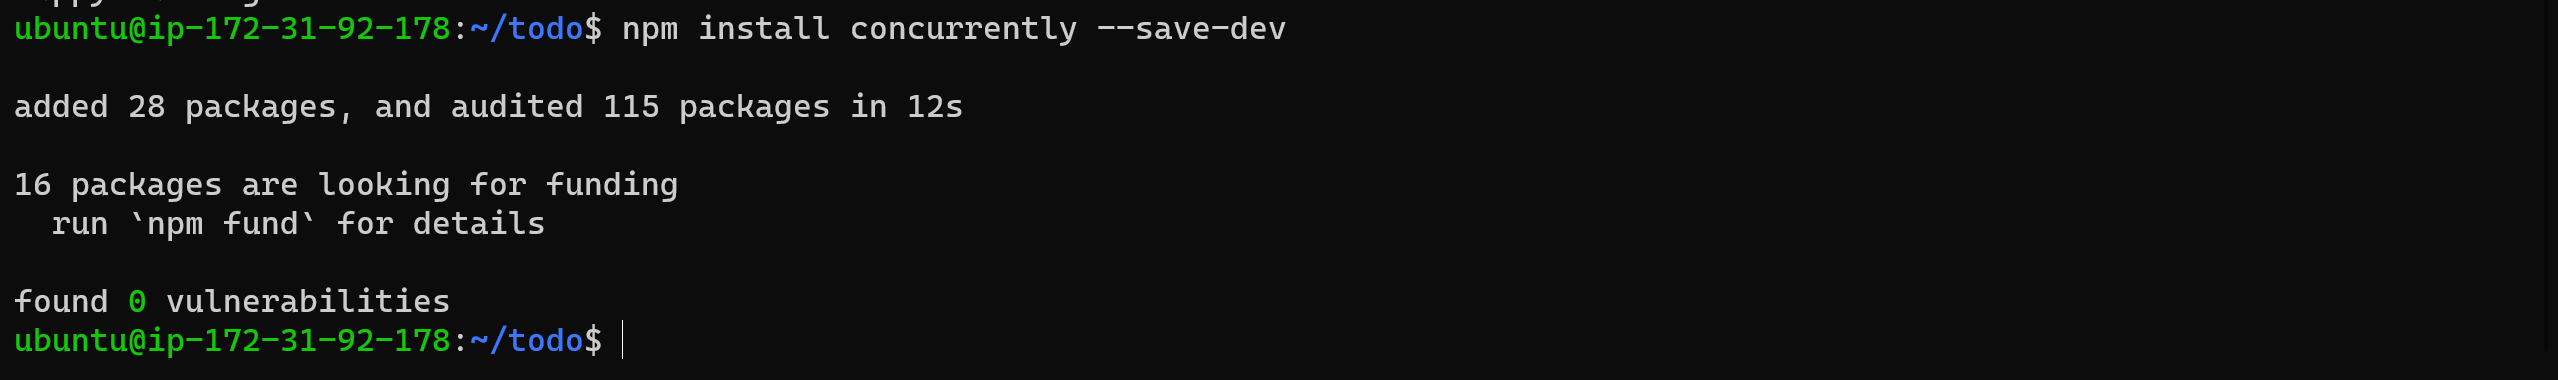 ubuntu@ip-172-31-92-178:~/todo$ npm install concurrently --save-dev
added 28 packages, and audited 115 packages in 12s
16 packages are looking for funding
  run `npm fund` for details
found 0 vulnerabilities
ubuntu@ip-172-31-92-178:~/todo$